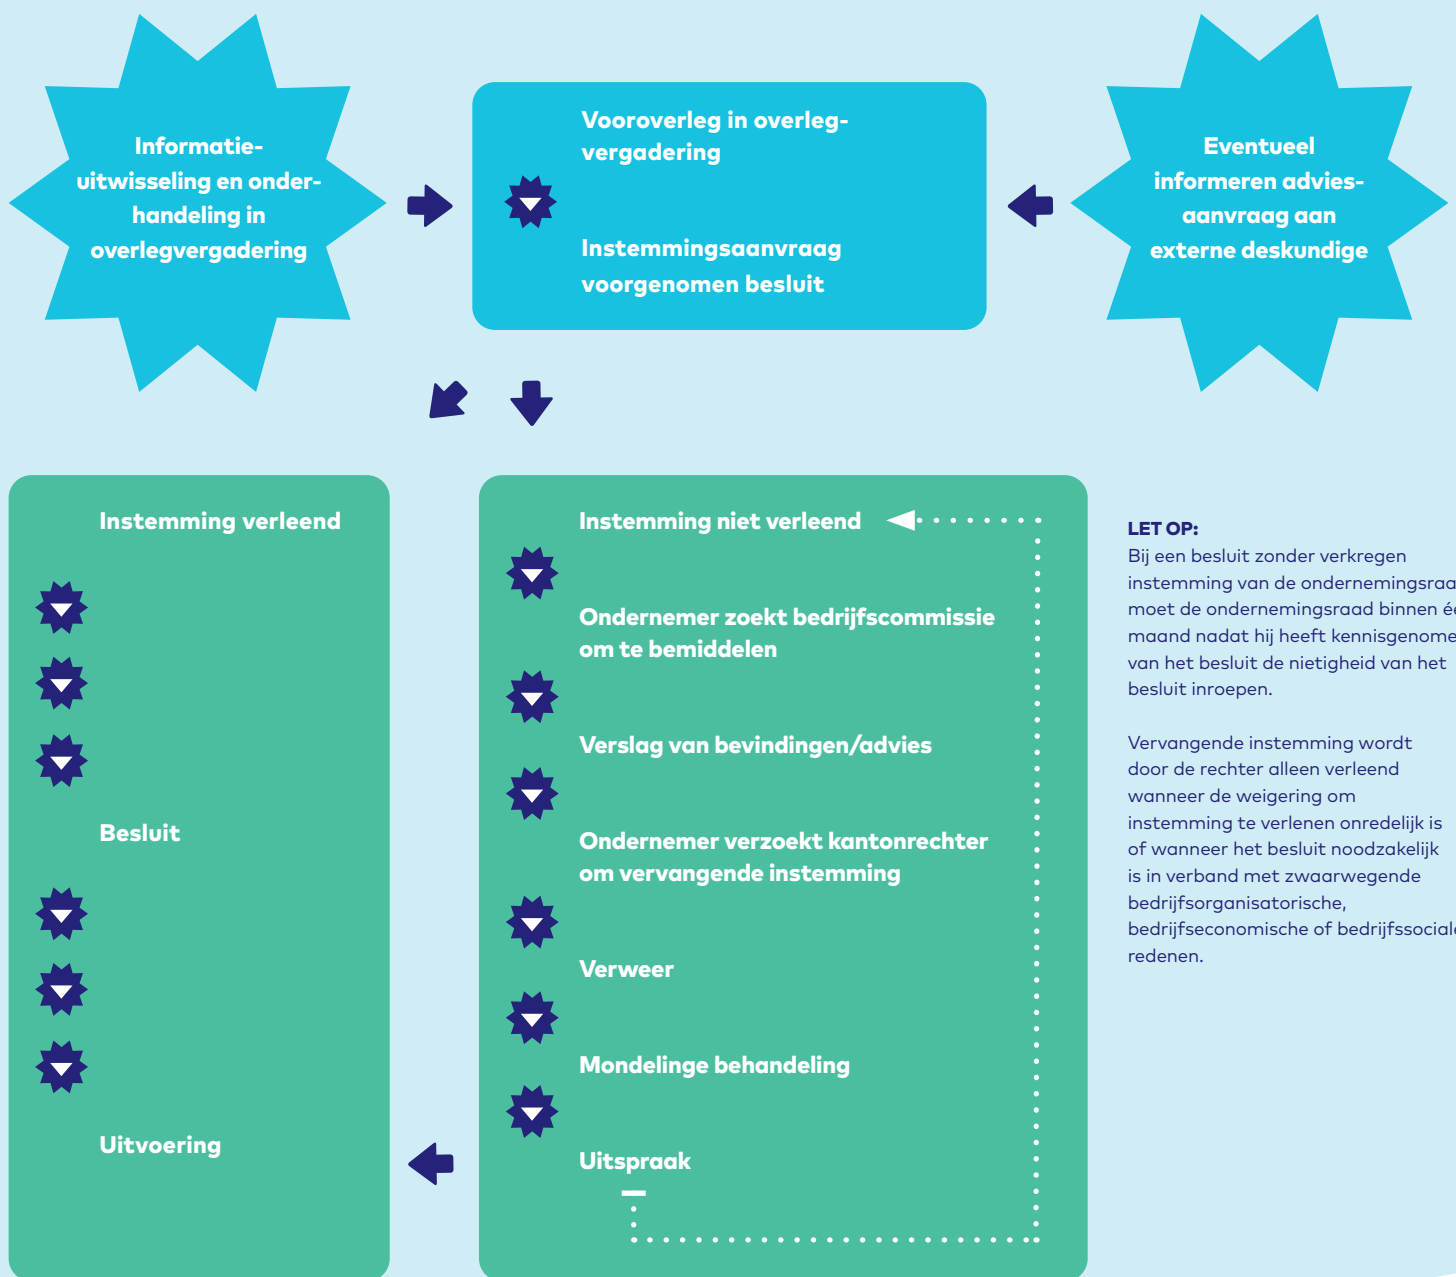 Informatie-
uitwisseling en onder-
handeling in
overlegvergadering
Vooroverleg in overleg-
vergadering
Instemmingsaanvraag
voorgenomen besluit
Eventueel
informeren advies-
aanvraag aan
externe deskundige
Instemming verleend
Besluit
Uitvoering
Instemming niet verleend
Ondernemer zoekt bedrijfscommissie
om te bemiddelen
Verslag van bevindingen/advies
Ondernemer verzoekt kantonrechter
om vervangende instemming
Verweer
Mondelinge behandeling
Uitspraak
LET OP:
Bij een besluit zonder verkregen
instemming van de
moet de ondernemingsraad binnen
maand nadat hij heeft
van het besluit de nietigheid van het
besluit inroepen.
Vervangende instemming wordt
door de rechter alleen verleend
wanneer de weigering om
instemming te verlenen onredelijk is
of wanneer het besluit noodzakelijk
is in verband met zwaarwegende
bedrijfsorganisatorische,
bedrijfseconomische of
redenen.